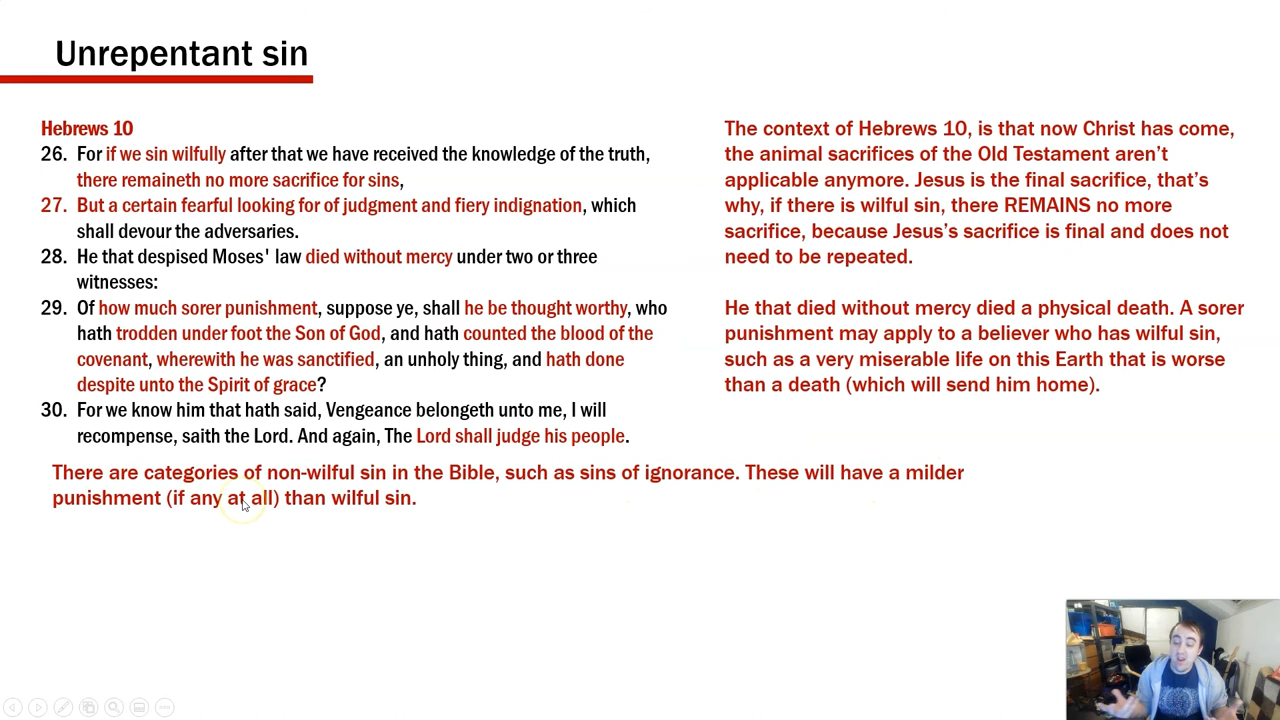 Unrepentant sin
Hebrews 10
26. For if we sin wilfully after that we have received the knowledge of the truth,
there remaineth no more sacrifice for sins,
27. But a certain fearful looking for of judgment and fiery indignation, which
shall devour the adversaries.
28. He that despised Moses' law died without mercy under two or three
witnesses:
29. Of how much sorer punishment, suppose ye, shall he be thought worthy, who
hath trodden under foot the Son of God, and hath counted the blood of the
covenant, wherewith he was sanctified, an unholy thing, and hath done
despite unto the Spirit of grace?
30. For we know him that hath said, Vengeance belongeth unto me, I will
recompense, saith the Lord. And again, The Lord shall judge his people.
The context of Hebrews 10, is that now Christ has come,
the animal sacrifices of the Old Testament aren't
applicable anymore. Jesus is the final sacrifice, that's
why, if there is wilful sin, there REMAINS no more
sacrifice, because Jesus's sacrifice is final and does not
need to be repeated.
He that died without mercy died a physical death. A sorer
punishment may apply to a believer who has wilful sin,
such as a very miserable life on this Earth that is worse
than a death (which will send him home).
There are categories of non-wilful sin in the Bible, such as sins of ignorance. These will have a milder
punishment (if any at all) than wilful sin.